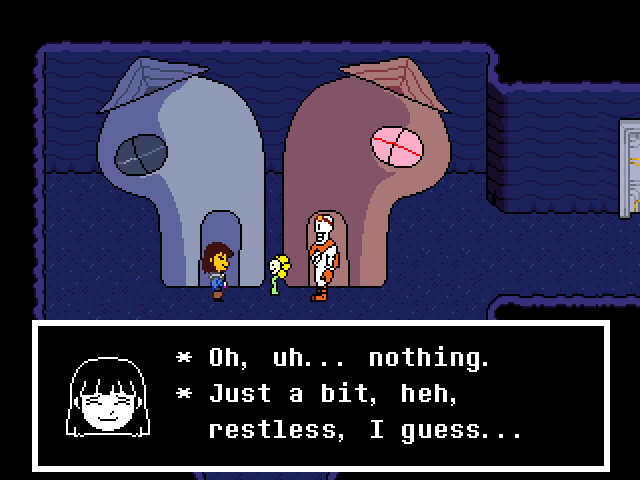 * Oh, uh... nothing.
* Just a bit, heh,
restless, I guess...